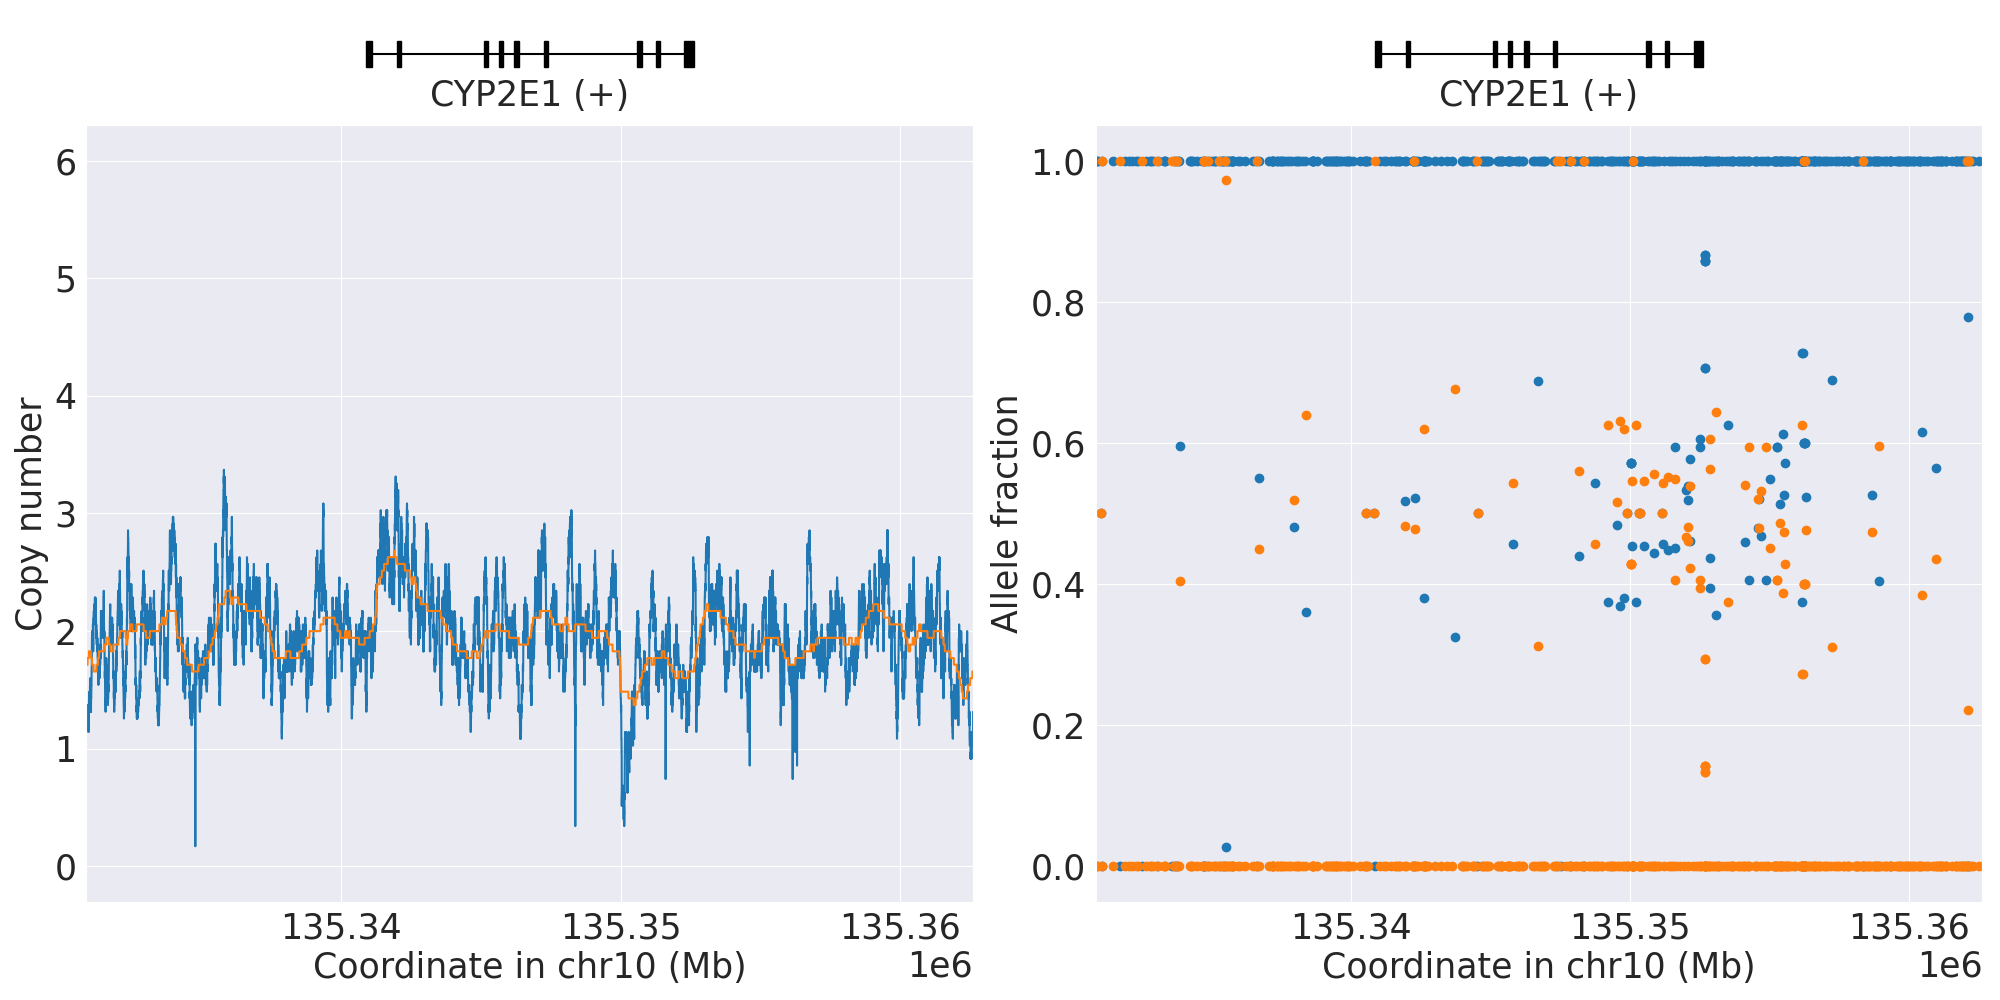 CYP2E1 (+)
6
5
4
3
2
1
0
Copy number
135.34 135.35 135.36
Coordinate in chr10 (Mb)
1e6
CYP2E1 (+)
1.0
0.8
0.6
0.4
0.2
0.0
Allele fraction
135.34 135.35 135.36
Coordinate in chr10 (Mb)
1e6